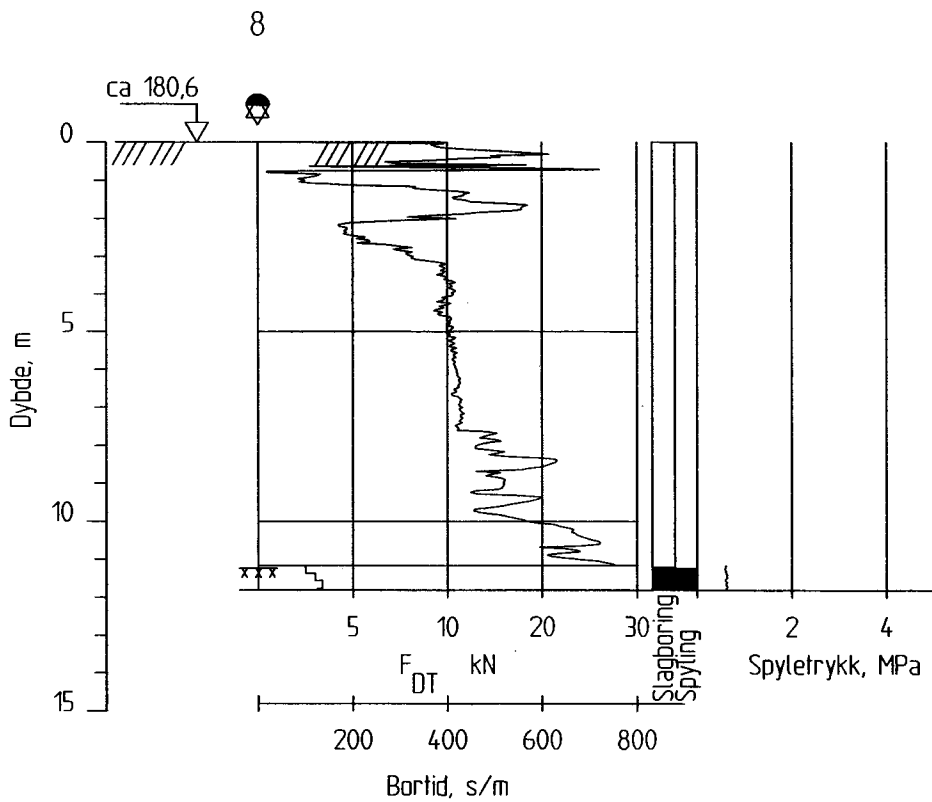 8
ca 180,6
0
5
10
15
Dybde, m
x x x
5 10 20 30
F DT kN
Slagboring
Spyling
2 4
Spyletrykk, MPa
200 400 600 800
Bortid, s/m